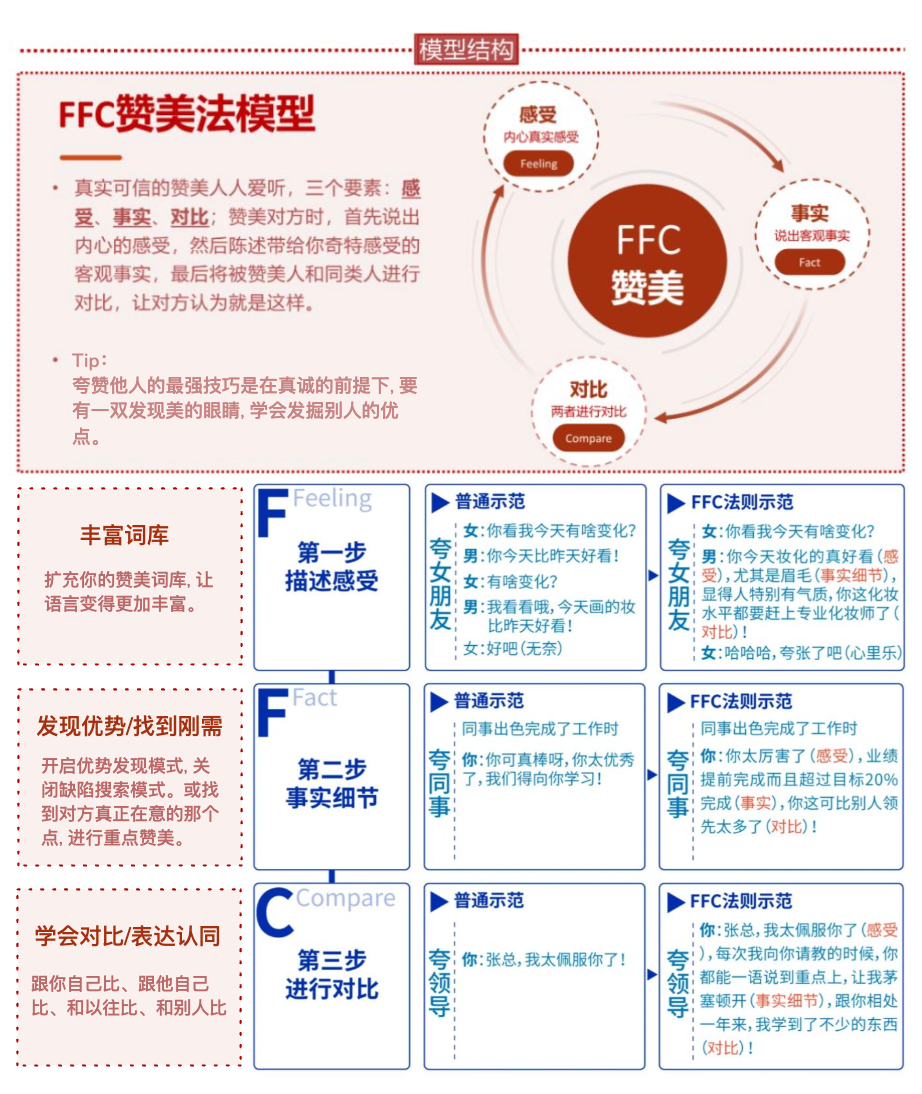 模型结构
FFC赞美法模型
• 真实可信的赞美人人爱听，三个要素：感
受、事实、对比；赞美对方时，首先说出
内心的感受，然后陈述带给你奇特感受的
客观事实，最后将被赞美人和同类人进行
对比，让对方认为就是这样。
• Tip：
夸赞他人的最强技巧是在真诚的前提下, 要
有一双发现美的眼睛, 学会发掘别人的优
点。
感受
内心真实感受
Feeling
事实
说出客观事实
Fact
FFC
赞美
对比
两者进行对比
Compare
丰富词库
扩充你的赞美词库, 让
语言变得更加丰富。
F Feeling
第一步
描述感受
普通示范
夸女朋友
女:你看我今天有啥变化?
男:你今天比昨天好看!
女:有啥变化?
男:我看看哦,今天画的妆
比昨天好看!
女:好吧(无奈)
FFC法则示范
夸女朋友
女:你看我今天有啥变化?
男:你今天妆化的真好看(感
受),尤其是眉毛(事实细节),
显得人特别有气质,你这化妆
水平都要赶上专业化妆师了(
对比)!
女:哈哈哈,夸张了吧(心里乐)
发现优势/找到刚需
开启优势发现模式, 关
闭缺陷搜索模式。或找
到对方真正在意的那个
点, 进行重点赞美。
F Fact
第二步
事实细节
普通示范
夸同事
同事出色完成了工作时
你:你可真棒呀,你太优秀
了,我们得向你学习!
FFC法则示范
夸同事
同事出色完成了工作时
你:你太厉害了(感受),业绩
提前完成而且超过目标20%
完成(事实),你这可比别人领
先太多了(对比)!
学会对比/表达认同
跟你自己比、跟他自己
比、和以往比、和别人比
C Compare
第三步
进行对比
普通示范
夸领导
你:张总,我太佩服你了!
FFC法则示范
夸领导
你:张总,我太佩服你了(感受
),每次我向你请教的时候,你
都能一语说到重点上,让我茅
塞顿开(事实细节),跟你相处
一年来,我学到了不少的东西
(对比)!